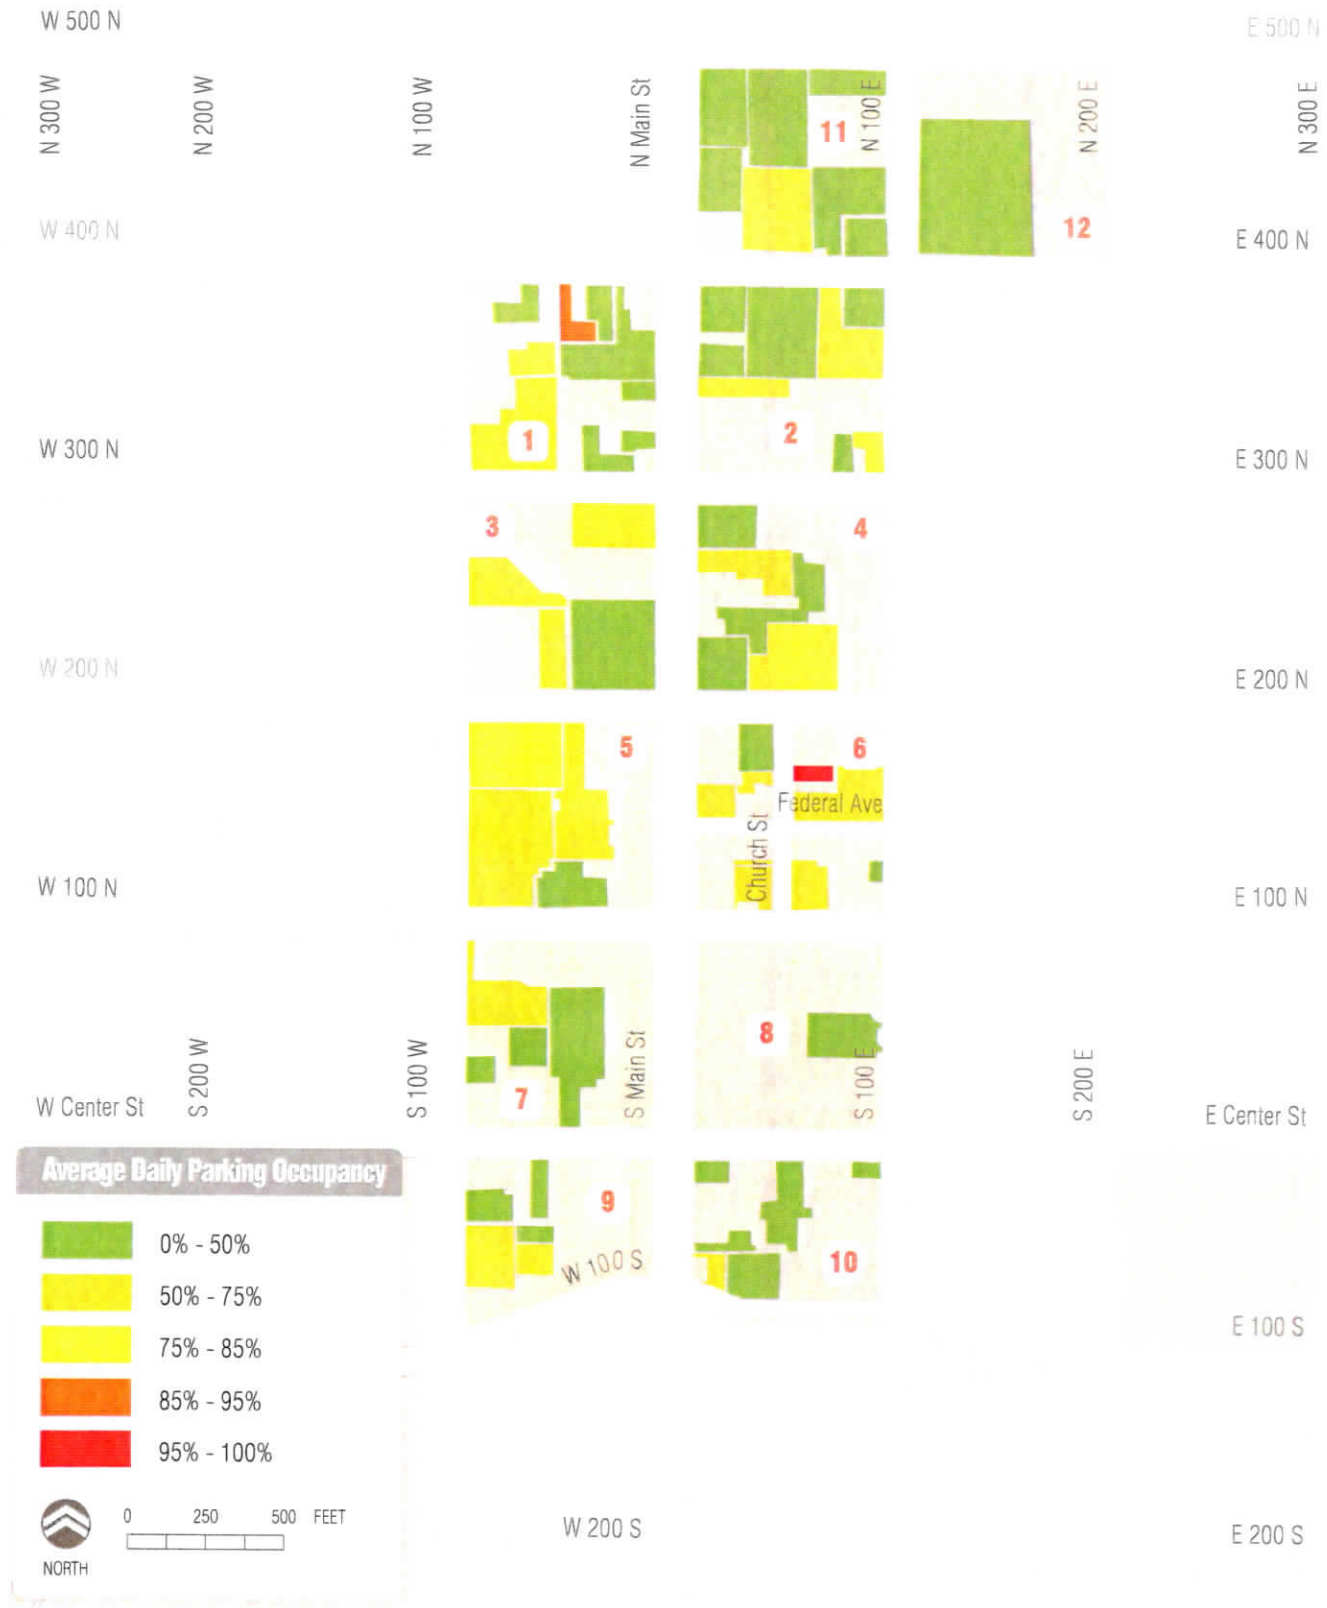 W 500 N
E 500 N
N 300 W
N 200 W
N 100 W
N Main St
N 100 E
N 200 E
N 300 E
11
12
W 400 N
E 400 N
1
2
W 300 N
E 300 N
3
4
W 200 N
E 200 N
5
6
Federal Ave
Church St
W 100 N
E 100 N
8
7
S 200 W
S 100 W
S Main St
S 100 E
S 200 E
W Center St
E Center St
Average Daily Parking Occupancy
0% - 50%
50% - 75%
75% - 85%
85% - 95%
95% - 100%
9
W 100 S
10
E 100 S
0 250 500 FEET
NORTH
W 200 S
E 200 S